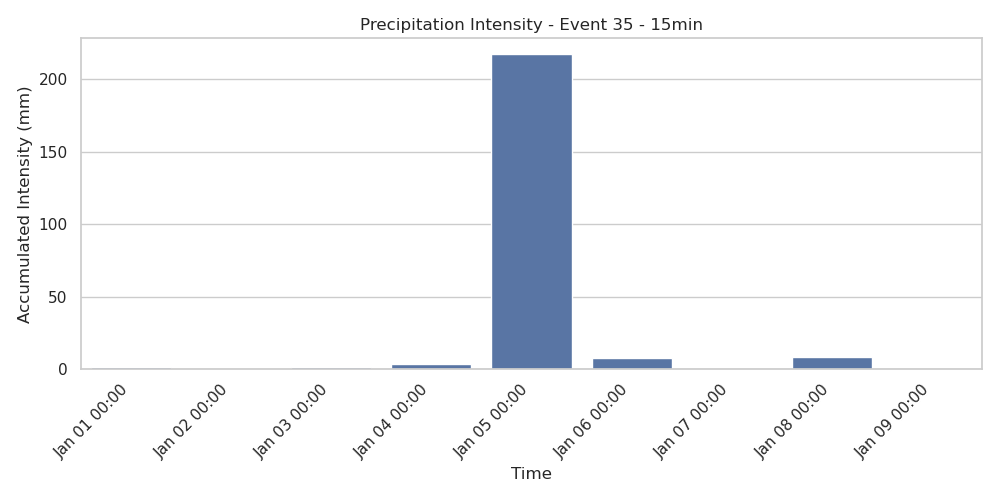 Precipitation Intensity - Event 35 - 15min
Accumulated Intensity (mm)
200
150
100
50
0
Jan 01 00:00
Jan 02 00:00
Jan 03 00:00
Jan 04 00:00
Jan 05 00:00
Jan 06 00:00
Jan 07 00:00
Jan 08 00:00
Jan 09 00:00
Time